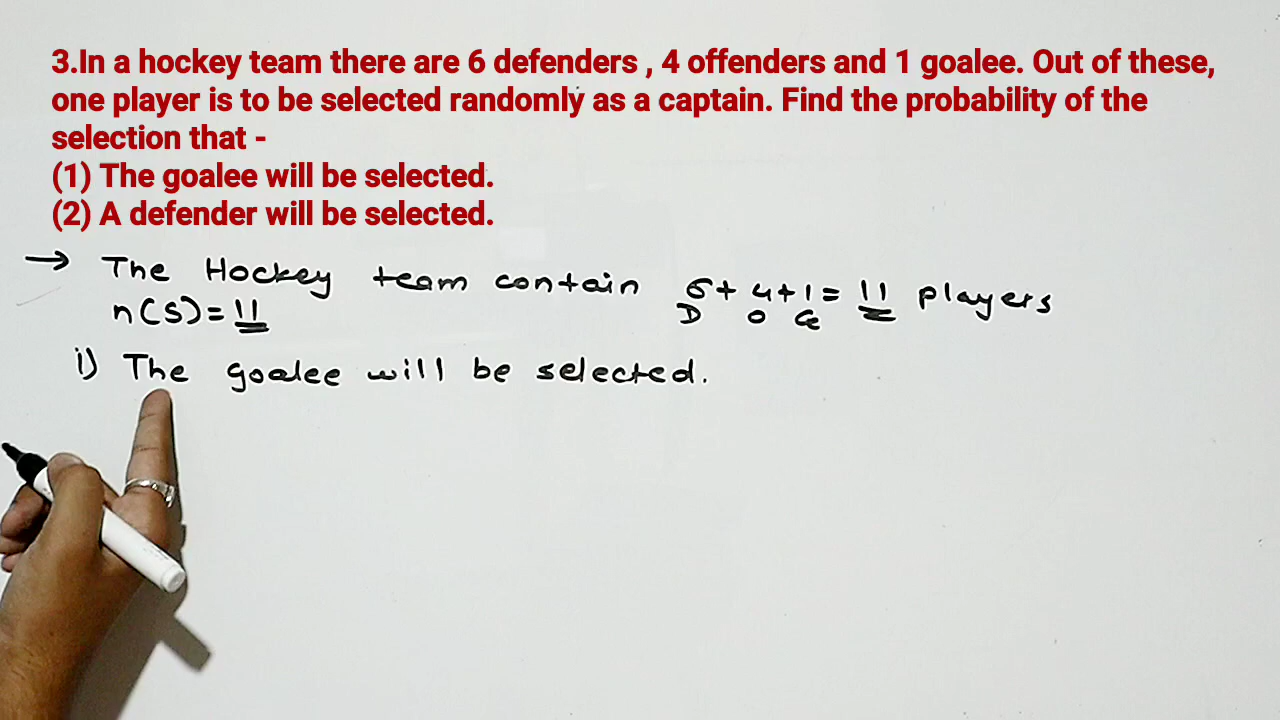 3.In a hockey team there are 6 defenders , 4 offenders and 1 goalee. Out of these,
one player is to be selected randomly as a captain. Find the probability of the
selection that -
(1) The goalee will be selected.
(2) A defender will be selected.
→ The Hockey team contain 6+4+1=11 players
D O G
n(S)=11
i) The goalee will be selected.